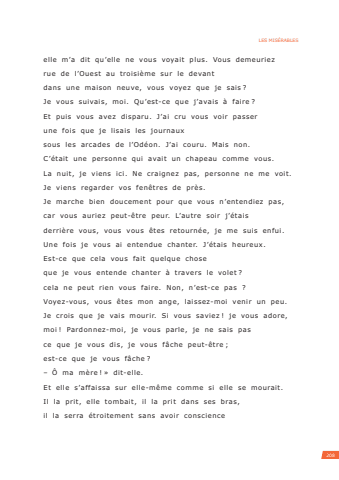 LES MISÉRABLES
elle m’a dit qu’elle ne vous voyait plus. Vous demeuriez
rue de l’Ouest au troisième sur le devant
dans une maison neuve, vous voyez que je sais ?
Je vous suivais, moi. Qu’est-ce que j’avais à faire ?
Et puis vous avez disparu. J’ai cru vous voir passer
une fois que je lisais les journaux
sous les arcades de l’Odéon. J’ai couru. Mais non.
C’était une personne qui avait un chapeau comme vous.
La nuit, je viens ici. Ne craignez pas, personne ne me voit.
Je viens regarder vos fenêtres de près.
Je marche bien doucement pour que vous n’entendiez pas,
car vous auriez peut-être peur. L’autre soir j’étais
derrière vous, vous vous êtes retournée, je me suis enfui.
Une fois je vous ai entendue chanter. J’étais heureux.
Est-ce que cela vous fait quelque chose
que je vous entende chanter à travers le volet ?
cela ne peut rien vous faire. Non, n’est-ce pas ?
Voyez-vous, vous êtes mon ange, laissez-moi venir un peu.
Je crois que je vais mourir. Si vous saviez ! je vous adore,
moi ! Pardonnez-moi, je vous parle, je ne sais pas
ce que je vous dis, je vous fâche peut-être ;
est-ce que je vous fâche ?
– Ô ma mère ! » dit-elle.
Et elle s’affaissa sur elle-même comme si elle se mourait.
Il la prit, elle tombait, il la prit dans ses bras,
il la serra étroitement sans avoir conscience
209